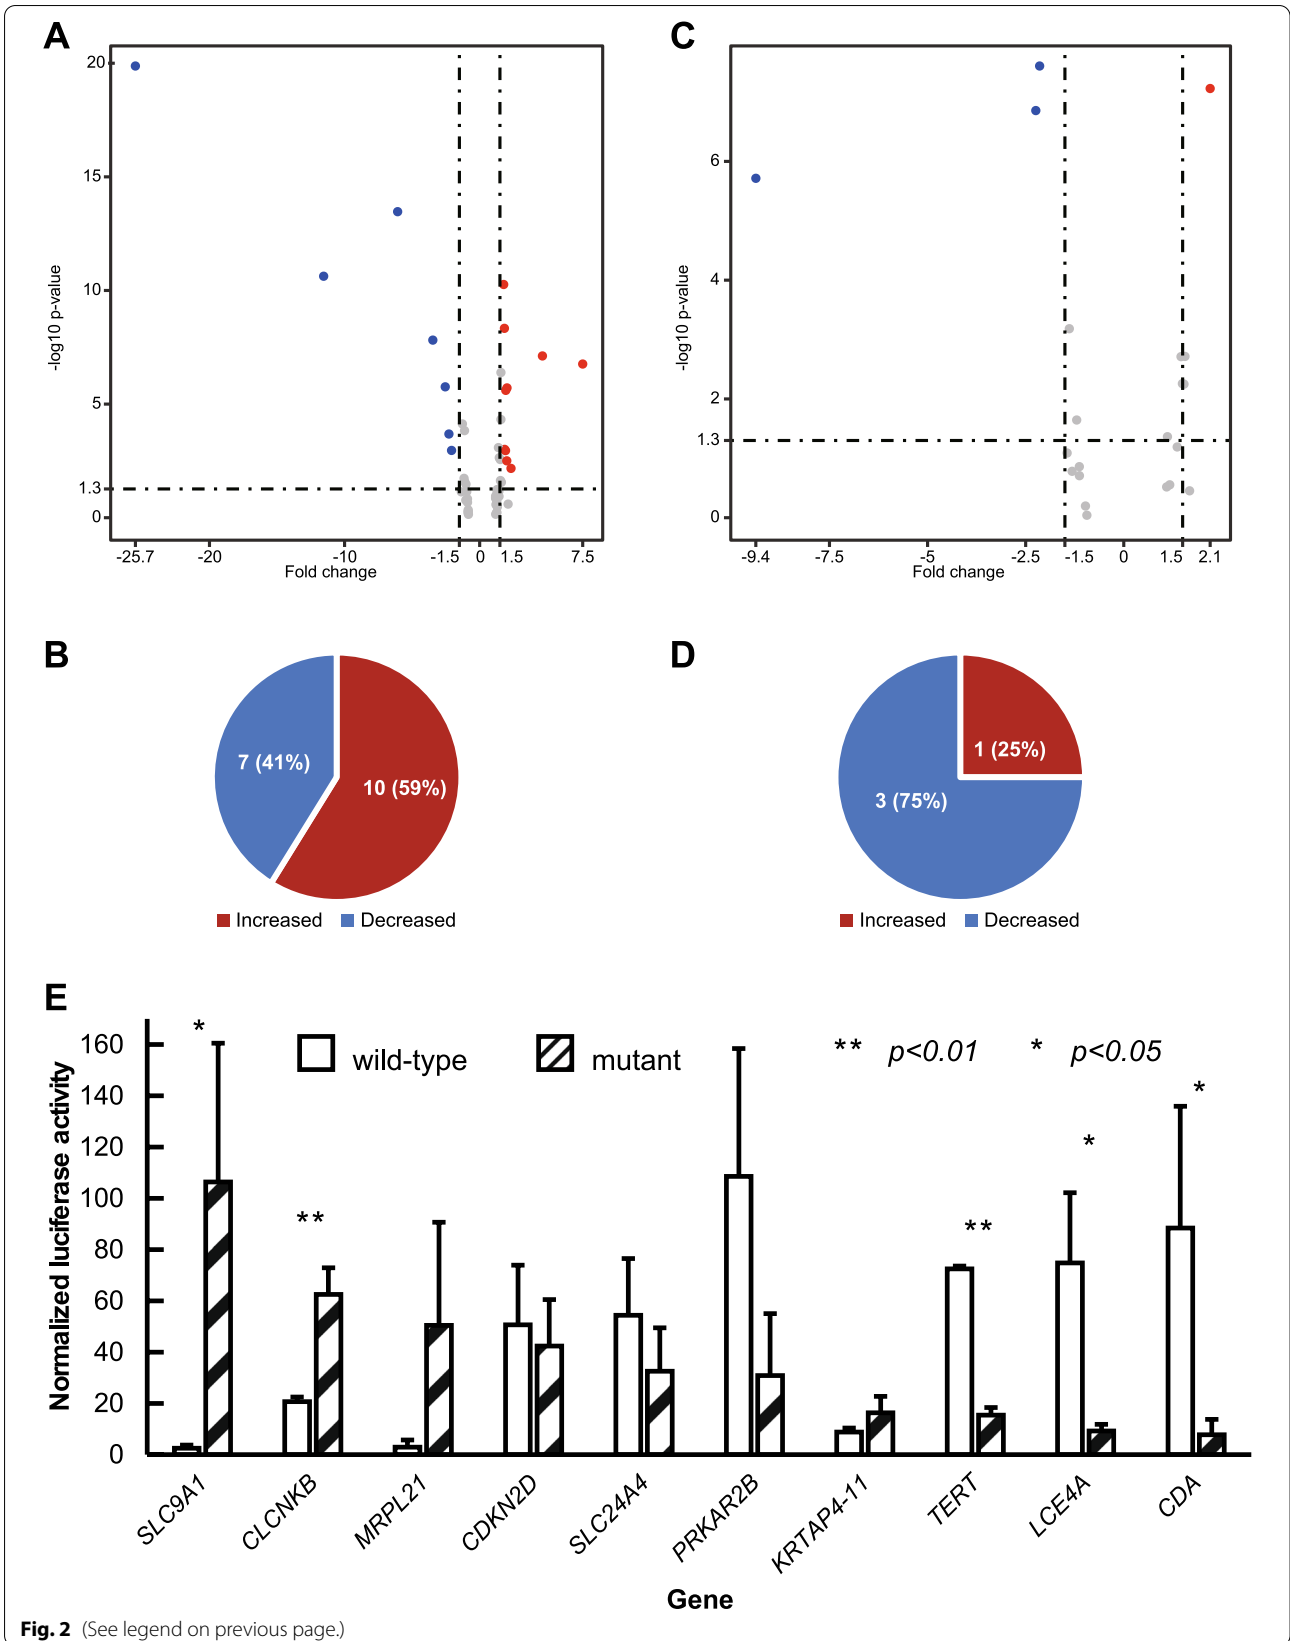 A
20
15
10
5
1.3
0
-log10 p-value
-25.7 -20 -10 -1.5 0 1.5 7.5
Fold change
C
6
4
2
1.3
0
-log10 p-value
-9.4 -7.5 -5 -2.5 -1.5 0 1.5 2.1
Fold change
B
7 (41%)
10 (59%)
Increased Decreased
D
1 (25%)
3 (75%)
Increased Decreased
E
wild-type mutant ** p<0.01 * p<0.05
160
140
120
100
80
60
40
20
0
Normalized luciferase activity
*
**
**
*
*
SLC9A1
CLCNKB
MRPL21
CDKN2D
SLC24A4
PRKAR2B
KRTAP4-11
TERT
LCE4A
CDA
Gene
Fig. 2 (See legend on previous page.)